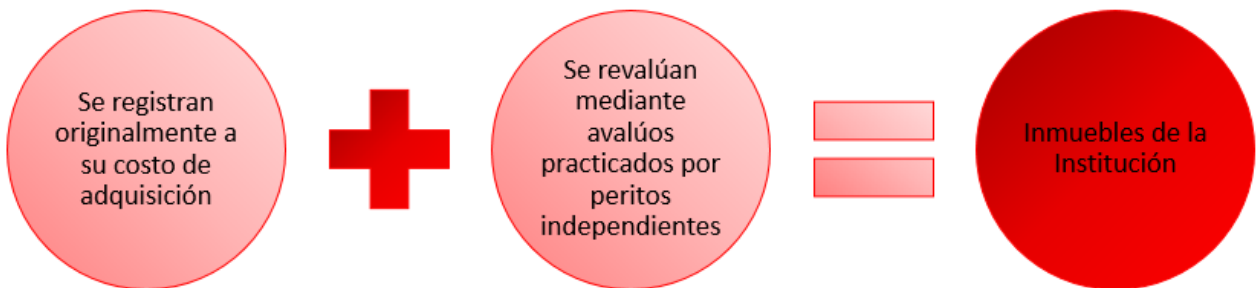 Se registran
originalmente a
su costo de
adquisición
Se revalúan
mediante
avalúos
practicados por
peritos
independientes
Inmuebles de la
Institución